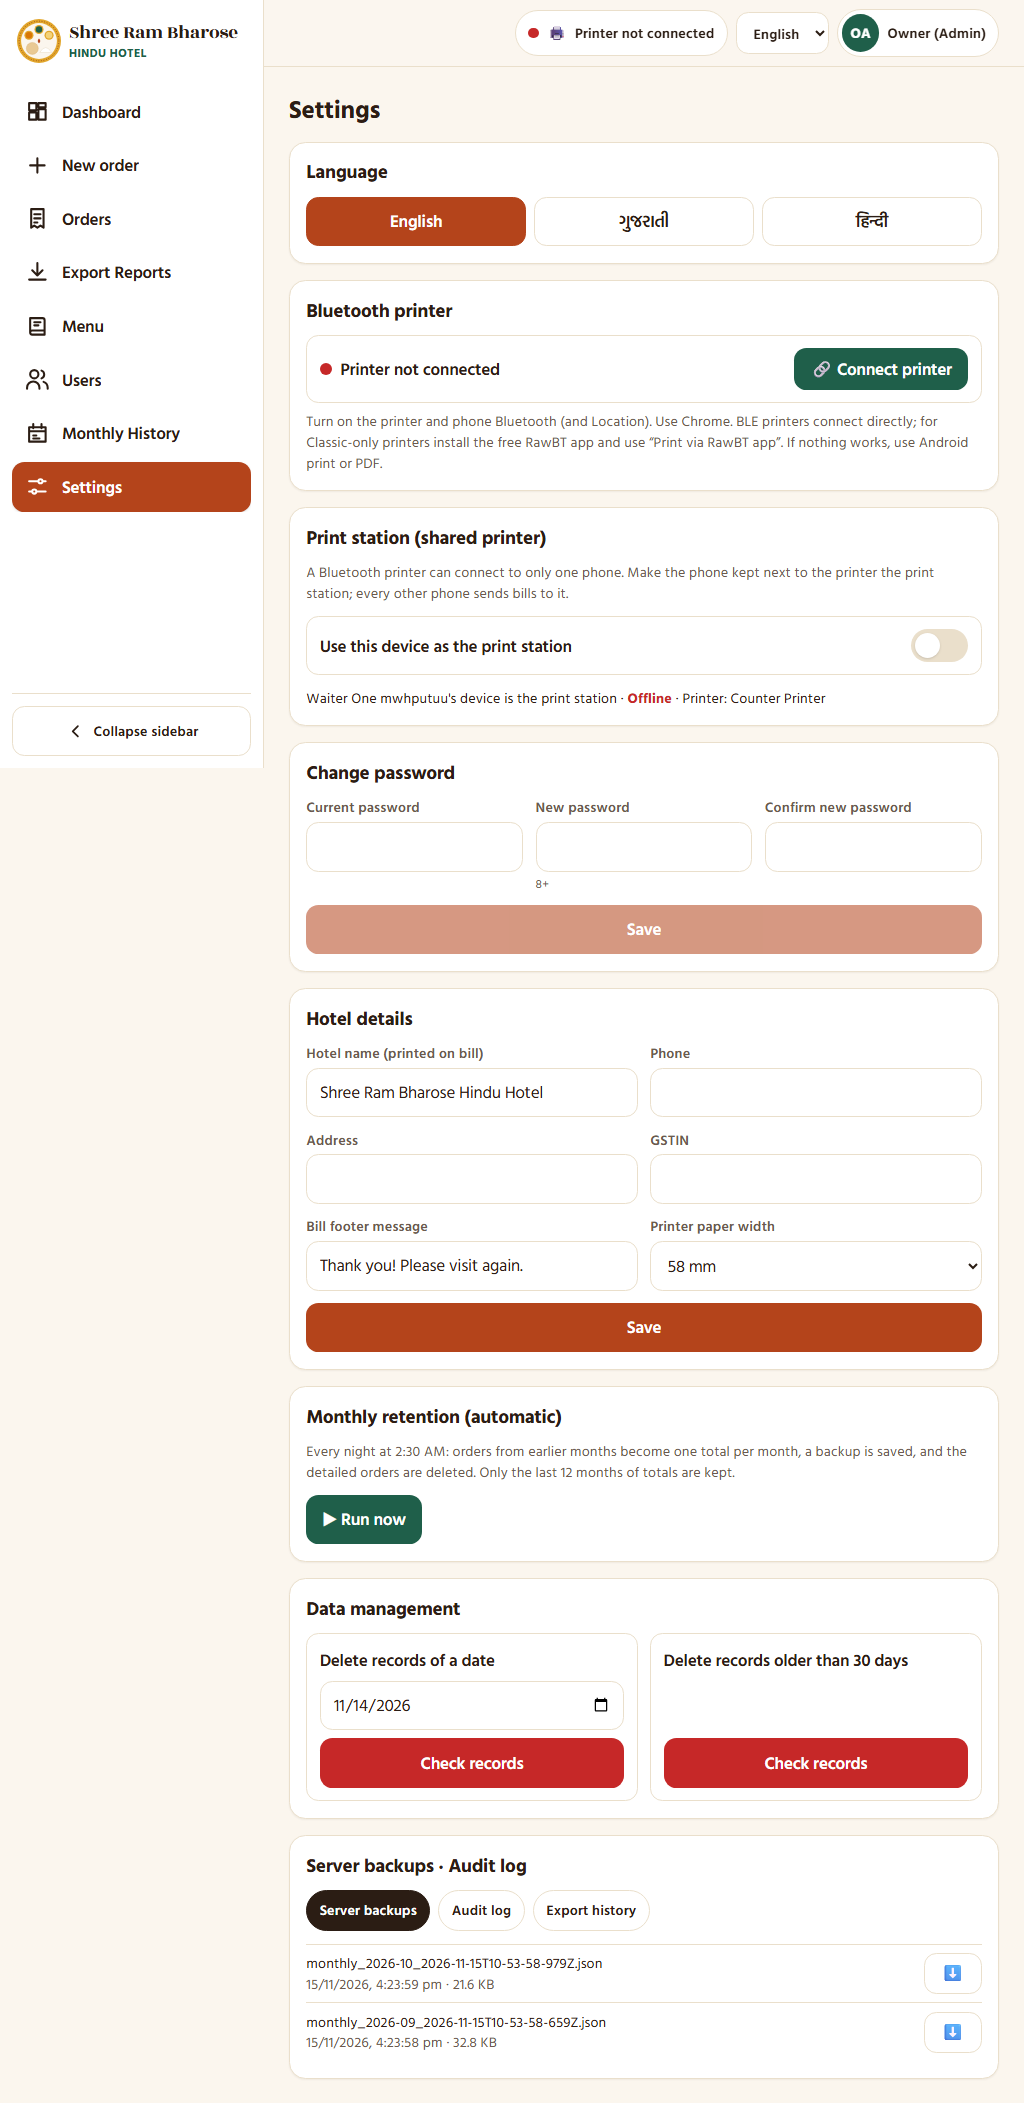 Shree Ram Bharose
HINDU HOTEL
Dashboard
New order
Orders
Export Reports
Menu
Users
Monthly History
Settings
Collapse sidebar
Printer not connected
English
OA
Owner (Admin)
Settings
Language
English
ગુજરાતી
हिन्दी
Bluetooth printer
Printer not connected
Connect printer
Turn on the printer and phone Bluetooth (and Location). Use Chrome. BLE printers connect directly; for
Classic-only printers install the free RawBT app and use “Print via RawBT app”. If nothing works, use Android
print or PDF.
Print station (shared printer)
A Bluetooth printer can connect to only one phone. Make the phone kept next to the printer the print
station; every other phone sends bills to it.
Use this device as the print station
Waiter One mwhputuu's device is the print station · Offline · Printer: Counter Printer
Change password
Current password
New password
Confirm new password
8+
Save
Hotel details
Hotel name (printed on bill)
Phone
Shree Ram Bharose Hindu Hotel
Address
GSTIN
Bill footer message
Printer paper width
Thank you! Please visit again.
58 mm
Save
Monthly retention (automatic)
Every night at 2:30 AM: orders from earlier months become one total per month, a backup is saved, and the
detailed orders are deleted. Only the last 12 months of totals are kept.
▶ Run now
Data management
Delete records of a date
11/14/2026
Check records
Delete records older than 30 days
Check records
Server backups · Audit log
Server backups
Audit log
Export history
monthly_2026-10_2026-11-15T10-53-58-979Z.json
15/11/2026, 4:23:59 pm · 21.6 KB
monthly_2026-09_2026-11-15T10-53-58-659Z.json
15/11/2026, 4:23:58 pm · 32.8 KB